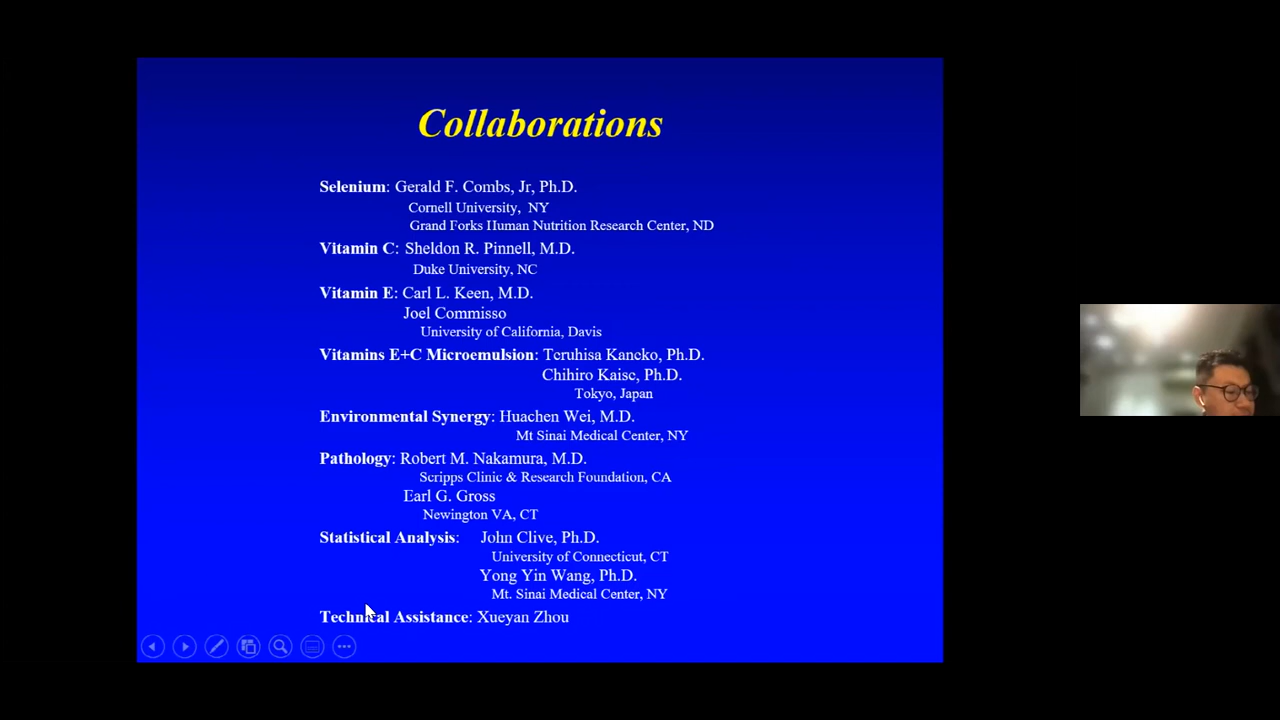 Collaborations
Selenium: Gerald F. Combs, Jr, Ph.D.
Cornell University, NY
Grand Forks Human Nutrition Research Center, ND
Vitamin C: Sheldon R. Pinnell, M.D.
Duke University, NC
Vitamin E: Carl L. Keen, M.D.
Joel Commisso
University of California, Davis
Vitamins E+C Microemulsion: Teruhisa Kaneko, Ph.D.
Chihiro Kaise, Ph.D.
Tokyo, Japan
Environmental Synergy: Huachen Wei, M.D.
Mt Sinai Medical Center, NY
Pathology: Robert M. Nakamura, M.D.
Scripps Clinic & Research Foundation, CA
Earl G. Gross
Newington VA, CT
Statistical Analysis: John Clive, Ph.D.
University of Connecticut, CT
Yong Yin Wang, Ph.D.
Mt. Sinai Medical Center, NY
Technical Assistance: Xueyan Zhou